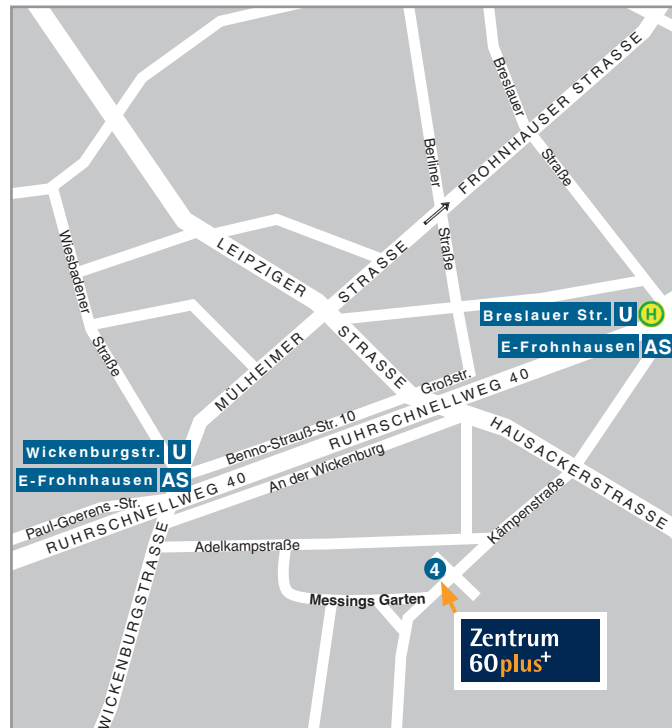 Breslauer
Straße
FROHNHAUSER STRASSE
Berliner
Straße
Wiesbadener
Straße
LEIPZIGER
STRASSE
MÜLHEIMER
STRASSE
Breslauer Str. U H
E-Frohnhausen AS
Großstr.
RUHRSCHNELLWEG 40
Benno-Strauß-Str. 10
HAUSACKERSTRASSE
Wickenburgstr. U
E-Frohnhausen AS
An der Wickenburg
Paul-Goerens -Str.
RUHRSCHNELLWEG 40
Kämpenstraße
Adelkampstraße
WICKENBURGSTRASSE
4
Messings Garten
Zentrum
60plus+